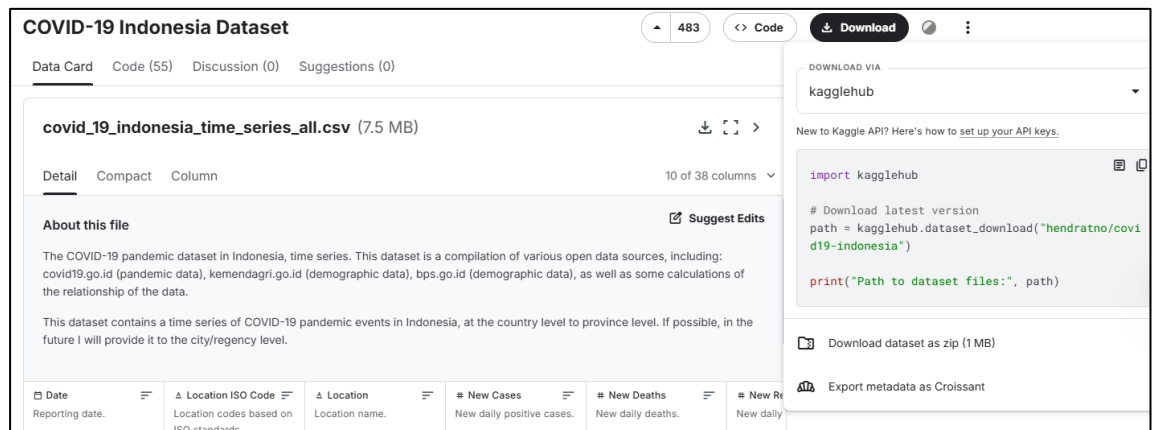 COVID-19 Indonesia Dataset
483
<> Code
Download
Data Card Code (55) Discussion (0) Suggestions (0)
covid_19_indonesia_time_series_all.csv (7.5 MB)
Detail Compact Column
10 of 38 columns
About this file
Suggest Edits
The COVID-19 pandemic dataset in Indonesia, time series. This dataset is a compilation of various open data sources, including:
covid19.go.id (pandemic data), kemendagri.go.id (demographic data), bps.go.id (demographic data), as well as some calculations of
the relationship of the data.
This dataset contains a time series of COVID-19 pandemic events in Indonesia, at the country level to province level. If possible, in the
future I will provide it to the city/regency level.
Date
Reporting date.
Location ISO Code
Location codes based on
ISO standards
Location
Location name.
# New Cases
New daily positive cases.
# New Deaths
New daily deaths.
# New Re
New daily
DOWNLOAD VIA
kagglehub
New to Kaggle API? Here's how to set up your API keys.
import kagglehub
# Download latest version
path = kagglehub.dataset_download("hendratno/covi
d19-indonesia")
print("Path to dataset files:", path)
Download dataset as zip (1 MB)
Export metadata as Croissant